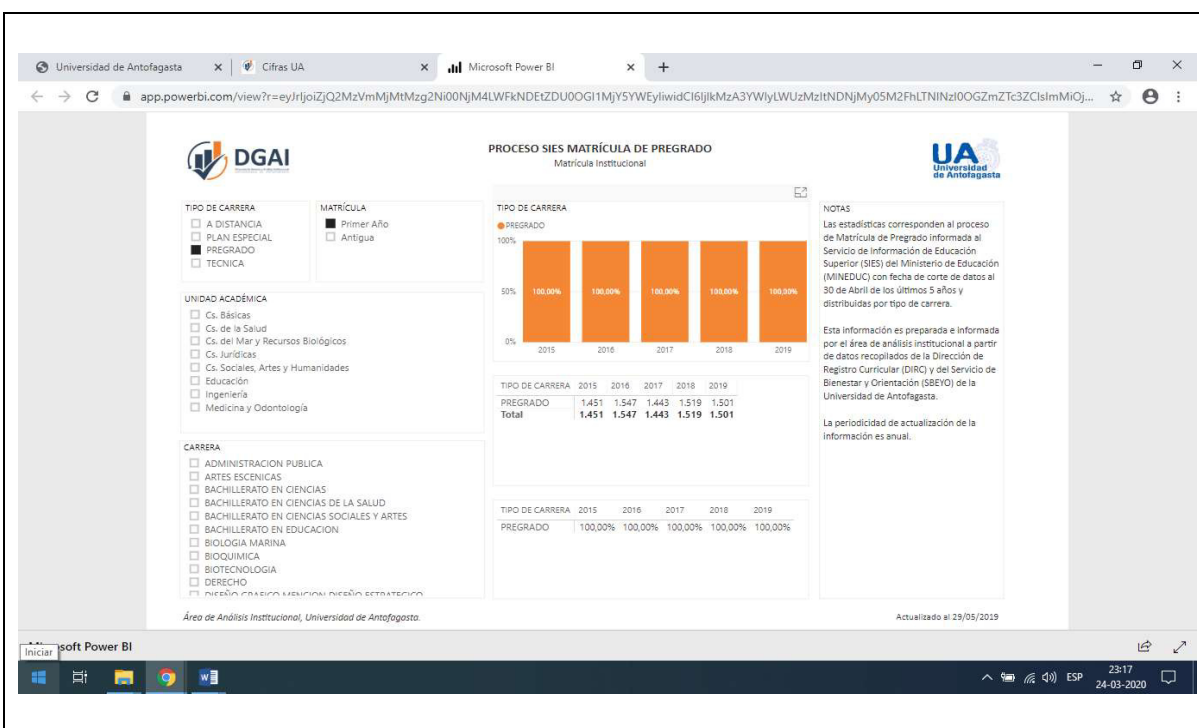 Universidad de Antofagasta
Cifras UA
Microsoft Power BI
DGAI
PROCESO SIES MATRÍCULA DE PREGRADO
Matrícula Institucional
UA
Universidad
de Antofagasta
TIPO DE CARRERA
A DISTANCIA
PLAN ESPECIAL
PREGRADO
TECNICA
MATRÍCULA
Primer Año
Antigua
UNIDAD ACADÉMICA
Cs. Básicas
Cs. de la Salud
Cs. del Mar y Recursos Biológicos
Cs. Jurídicas
Cs. Sociales, Artes y Humanidades
Educación
Ingeniería
Medicina y Odontología
CARRERA
ADMINISTRACION PUBLICA
ARTES ESCENICAS
BACHILLERATO EN CIENCIAS
BACHILLERATO EN CIENCIAS DE LA SALUD
BACHILLERATO EN CIENCIAS SOCIALES Y ARTES
BACHILLERATO EN EDUCACION
BIOLOGIA MARINA
BIOQUIMICA
BIOTECNOLOGIA
DERECHO
DISEÑO GRAFICO MENCION DISEÑO ESTRATEGICO
TIPO DE CARRERA
PREGRADO
100%
50%
0%
100,00% 100,00% 100,00% 100,00% 100,00%
2015 2016 2017 2018 2019
TIPO DE CARRERA 2015 2016 2017 2018 2019
PREGRADO 1.451 1.547 1.443 1.519 1.501
Total 1.451 1.547 1.443 1.519 1.501
TIPO DE CARRERA 2015 2016 2017 2018 2019
PREGRADO 100,00% 100,00% 100,00% 100,00% 100,00%
NOTAS
Las estadísticas corresponden al proceso
de Matrícula de Pregrado informada al
Servicio de Información de Educación
Superior (SIES) del Ministerio de Educación
(MINEDUC) con fecha de corte de datos al
30 de Abril de los últimos 5 años y
distribuidas por tipo de carrera.
Esta información es preparada e informada
por el área de análisis institucional a partir
de datos recopilados de la Dirección de
Registro Curricular (DIRC) y del Servicio de
Bienestar y Orientación (SBEYO) de la
Universidad de Antofagasta.
La periodicidad de actualización de la
información es anual.
Área de Análisis Institucional, Universidad de Antofagasta.
Actualizado al 29/05/2019
soft Power BI
Iniciar
ESP
23:17
24-03-2020